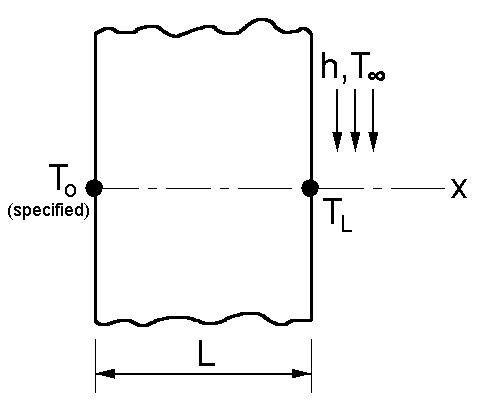 h,T∞
To
(specified)
x
TL
L